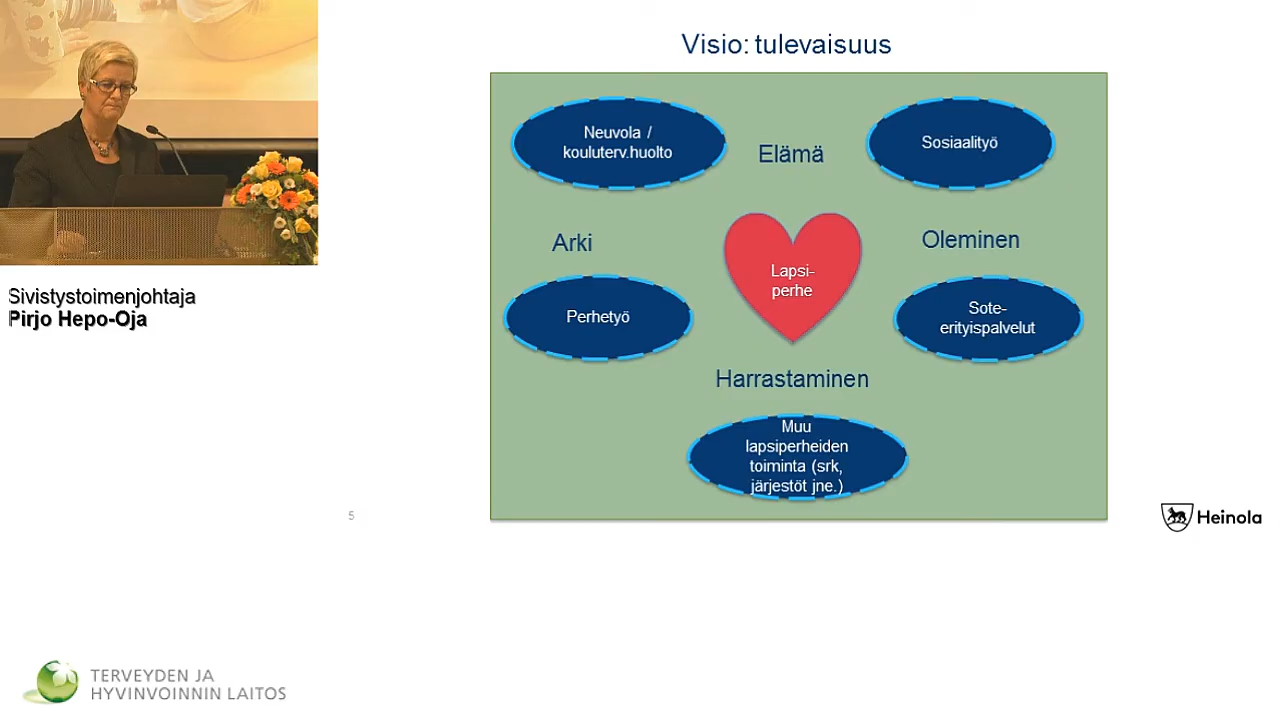 Visio: tulevaisuus
Neuvola /
kouluterv.huolto
Elämä
Sosiaalityö
Arki
Oleminen
Lapsi-
perhe
Perhetyö
Sote-
erityispalvelut
Harrastaminen
Muu
lapsiperheiden
toiminta (srk,
järjestöt jne.)
Sivistystoimenjohtaja
Pirjo Hepo-Oja
5
Heinola
TERVEYDEN JA
HYVINVOINNIN LAITOS